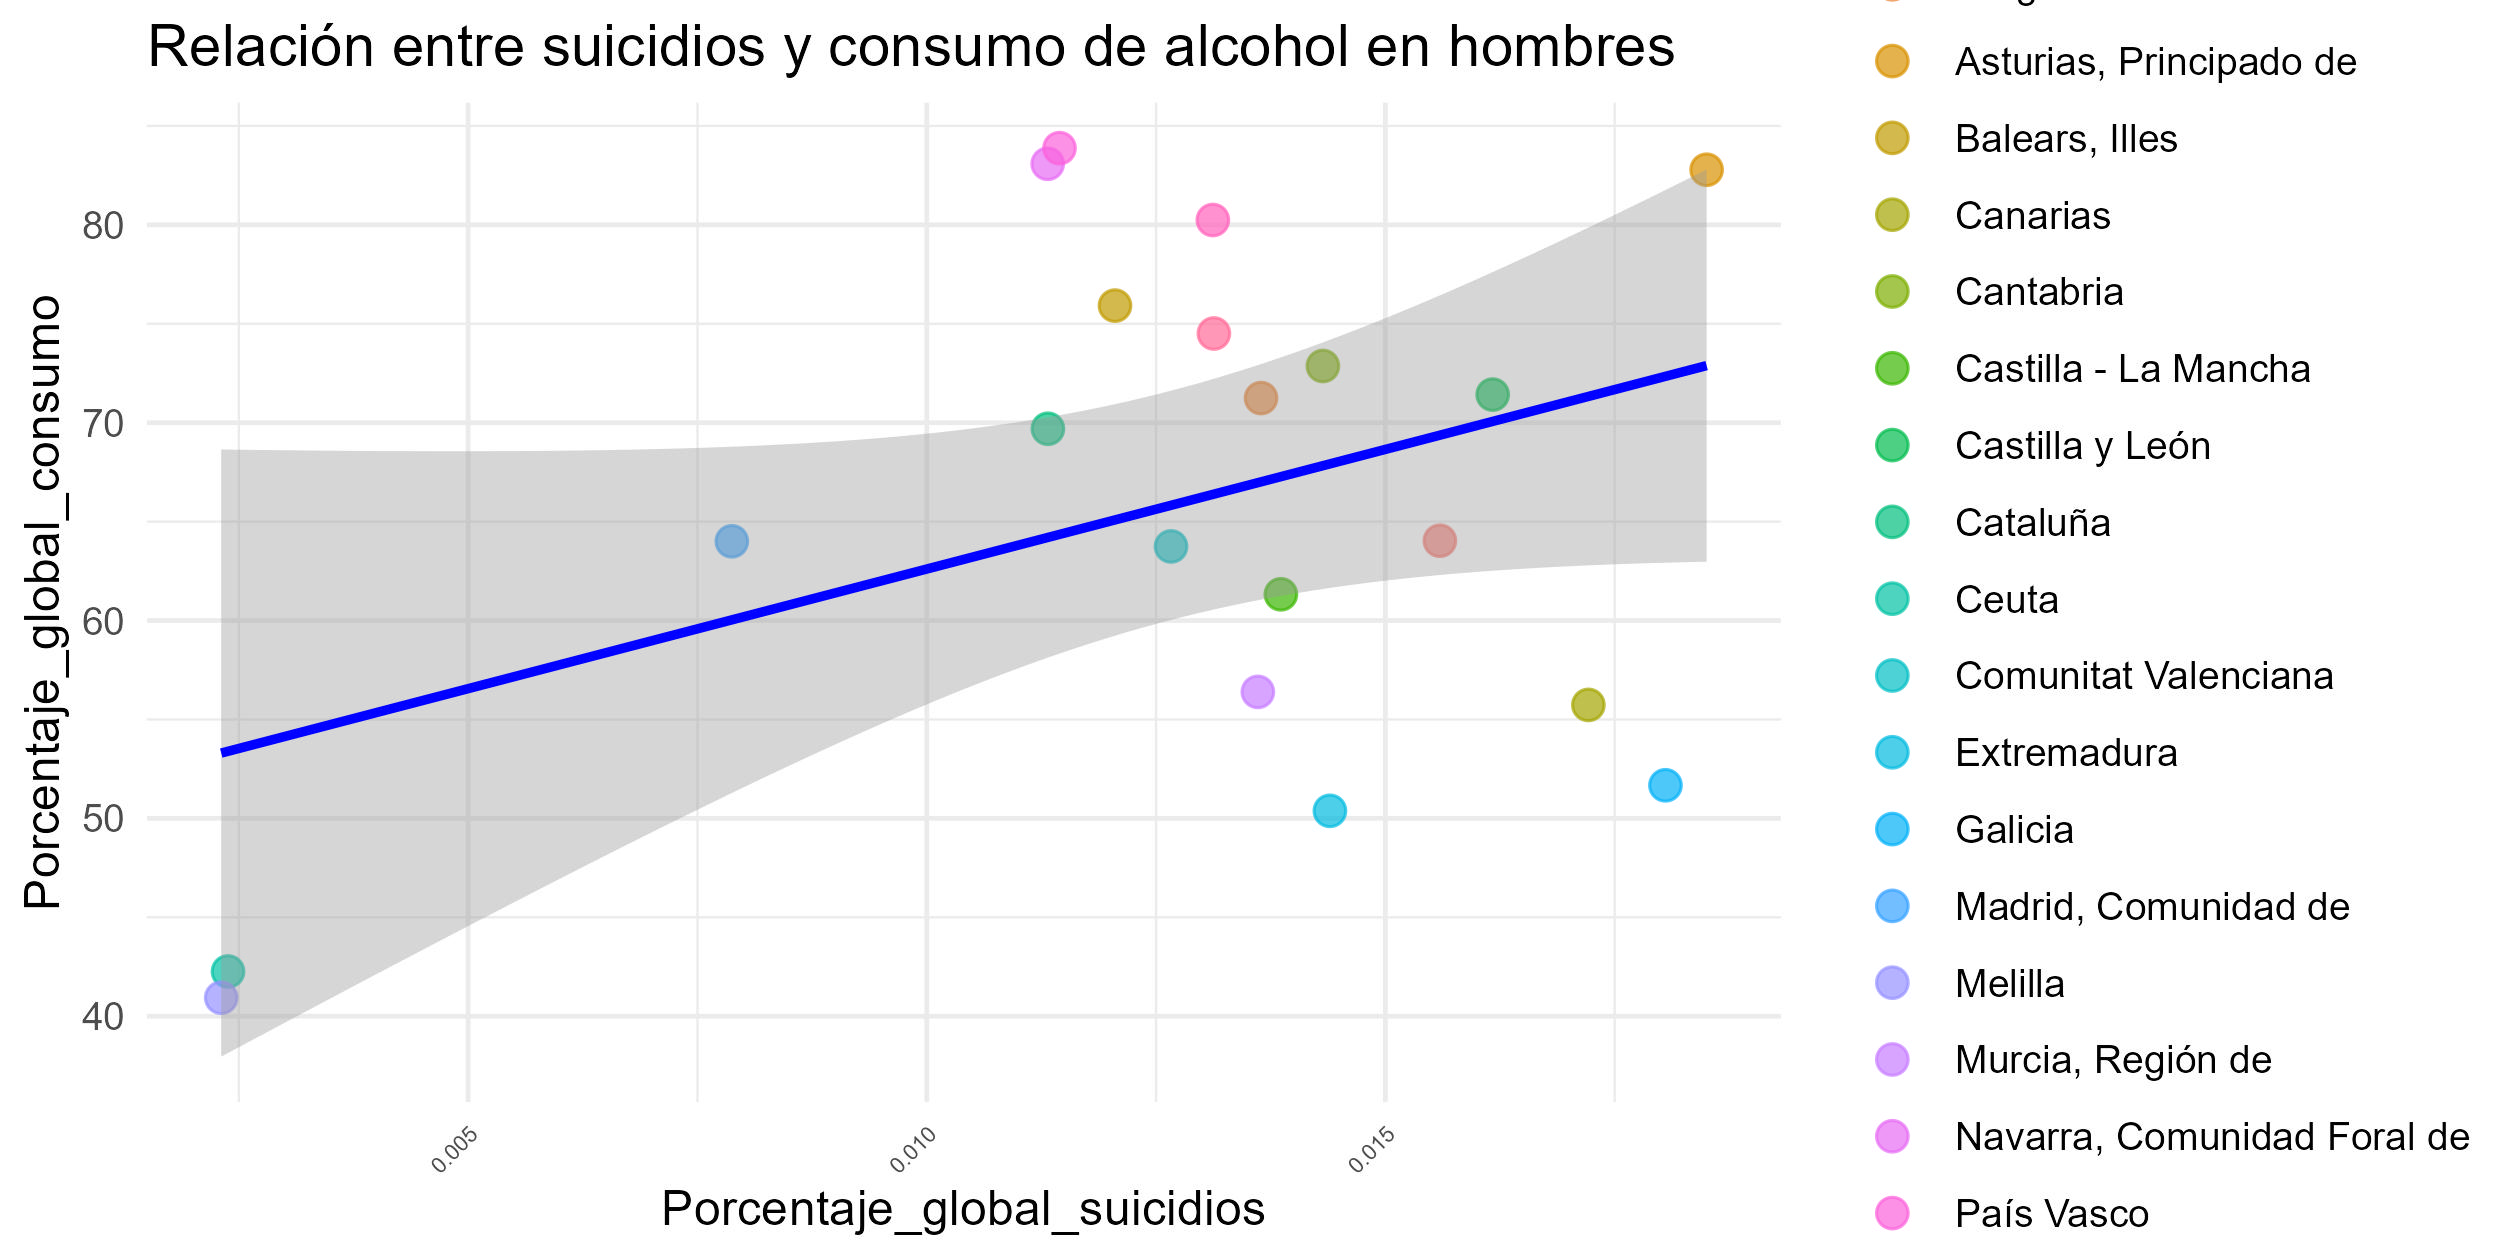 Relación entre suicidios y consumo de alcohol en hombres
Porcentaje_global_consumo
80
70
60
50
40
0.005
0.010
0.015
Porcentaje_global_suicidios
Asturias, Principado de
Balears, Illes
Canarias
Cantabria
Castilla - La Mancha
Castilla y León
Cataluña
Ceuta
Comunitat Valenciana
Extremadura
Galicia
Madrid, Comunidad de
Melilla
Murcia, Región de
Navarra, Comunidad Foral de
País Vasco